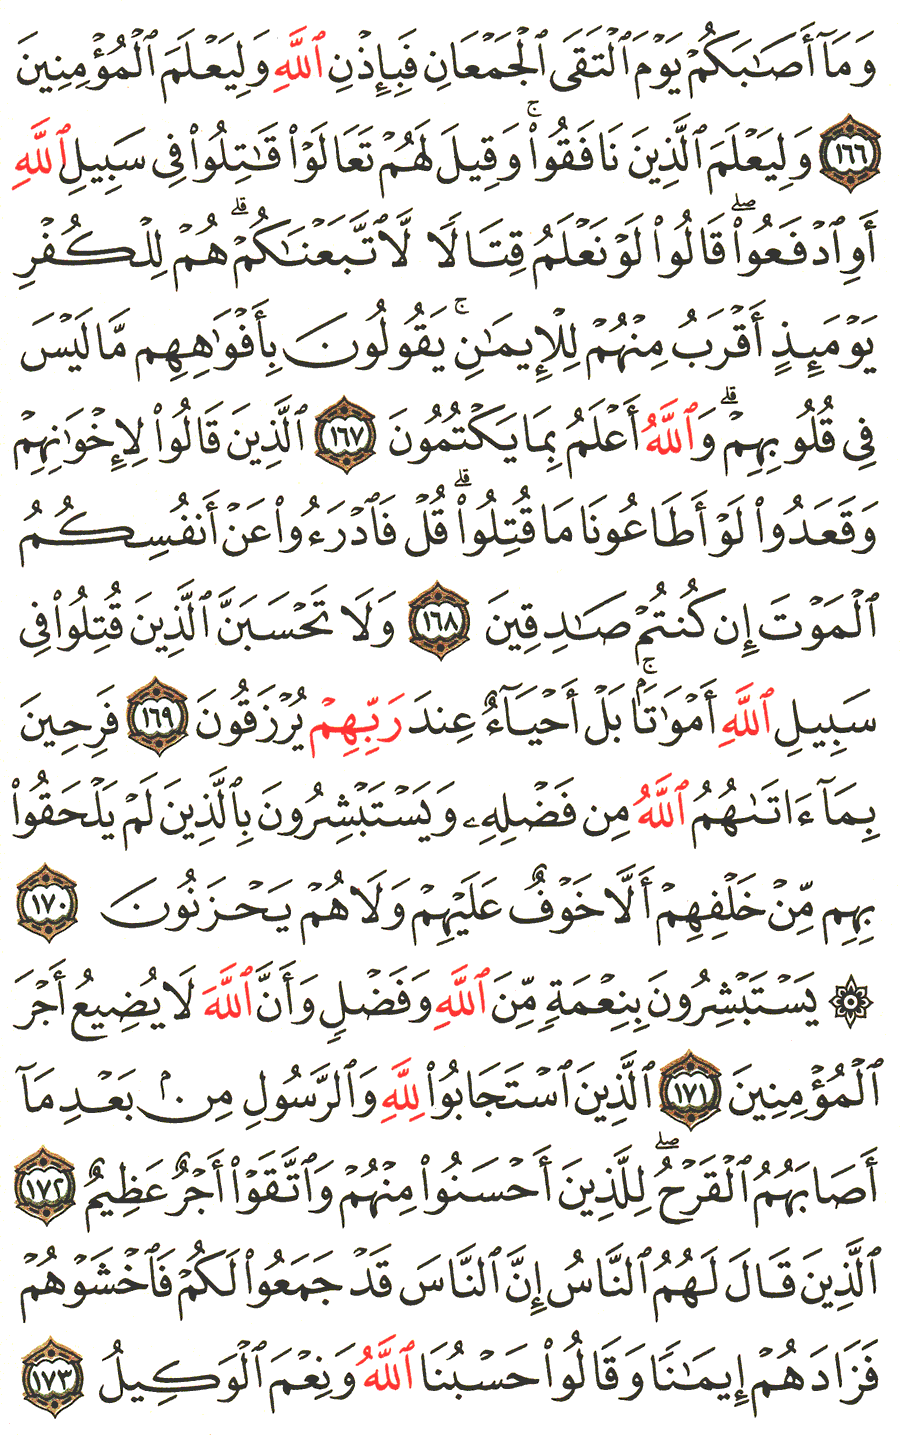 وَمَآ أَصَٰبَكُمْ يَوْمَ ٱلْتَقَى ٱلْجَمْعَانِ فَبِإِذْنِ ٱللَّهِ وَلِيَعْلَمَ ٱلْمُؤْمِنِينَ
١٦٦ وَلِيَعْلَمَ ٱلَّذِينَ نَافَقُوا۟ ۚ وَقِيلَ لَهُمْ تَعَالَوْا۟ قَٰتِلُوا۟ فِى سَبِيلِ ٱللَّهِ
أَوِ ٱدْفَعُوا۟ ۖ قَالُوا۟ لَوْ نَعْلَمُ قِتَالًا لَّٱتَّبَعْنَٰكُمْ ۗ هُمْ لِلْكُفْرِ
يَوْمَئِذٍ أَقْرَبُ مِنْهُمْ لِلْإِيمَٰنِ ۚ يَقُولُونَ بِأَفْوَٰهِهِم مَّا لَيْسَ
فِى قُلُوبِهِمْ ۗ وَٱللَّهُ أَعْلَمُ بِمَا يَكْتُمُونَ ١٦٧ ٱلَّذِينَ قَالُوا۟ لِإِخْوَٰنِهِمْ
وَقَعَدُوا۟ لَوْ أَطَاعُونَا مَا قُتِلُوا۟ ۗ قُلْ فَٱدْرَءُوا۟ عَنْ أَنفُسِكُمُ
ٱلْمَوْتَ إِن كُنتُمْ صَٰدِقِينَ ١٦٨ وَلَا تَحْسَبَنَّ ٱلَّذِينَ قُتِلُوا۟ فِى
سَبِيلِ ٱللَّهِ أَمْوَٰتًۢا ۚ بَلْ أَحْيَآءٌ عِندَ رَبِّهِمْ يُرْزَقُونَ ١٦٩ فَرِحِينَ
بِمَآ ءَاتَىٰهُمُ ٱللَّهُ مِن فَضْلِهِۦ وَيَسْتَبْشِرُونَ بِٱلَّذِينَ لَمْ يَلْحَقُوا۟
بِهِم مِّنْ خَلْفِهِمْ أَلَّا خَوْفٌ عَلَيْهِمْ وَلَا هُمْ يَحْزَنُونَ ١٧٠
۞ يَسْتَبْشِرُونَ بِنِعْمَةٍ مِّنَ ٱللَّهِ وَفَضْلٍ وَأَنَّ ٱللَّهَ لَا يُضِيعُ أَجْرَ
ٱلْمُؤْمِنِينَ ١٧١ ٱلَّذِينَ ٱسْتَجَابُوا۟ لِلَّهِ وَٱلرَّسُولِ مِنۢ بَعْدِ مَآ
أَصَابَهُمُ ٱلْقَرْحُ ۖ لِلَّذِينَ أَحْسَنُوا۟ مِنْهُمْ وَٱتَّقَوْا۟ أَجْرٌ عَظِيمٌ ١٧٢
ٱلَّذِينَ قَالَ لَهُمُ ٱلنَّاسُ إِنَّ ٱلنَّاسَ قَدْ جَمَعُوا۟ لَكُمْ فَٱخْشَوْهُمْ
فَزَادَهُمْ إِيمَٰنًا وَقَالُوا۟ حَسْبُنَا ٱللَّهُ وَنِعْمَ ٱلْوَكِيلُ ١٧٣